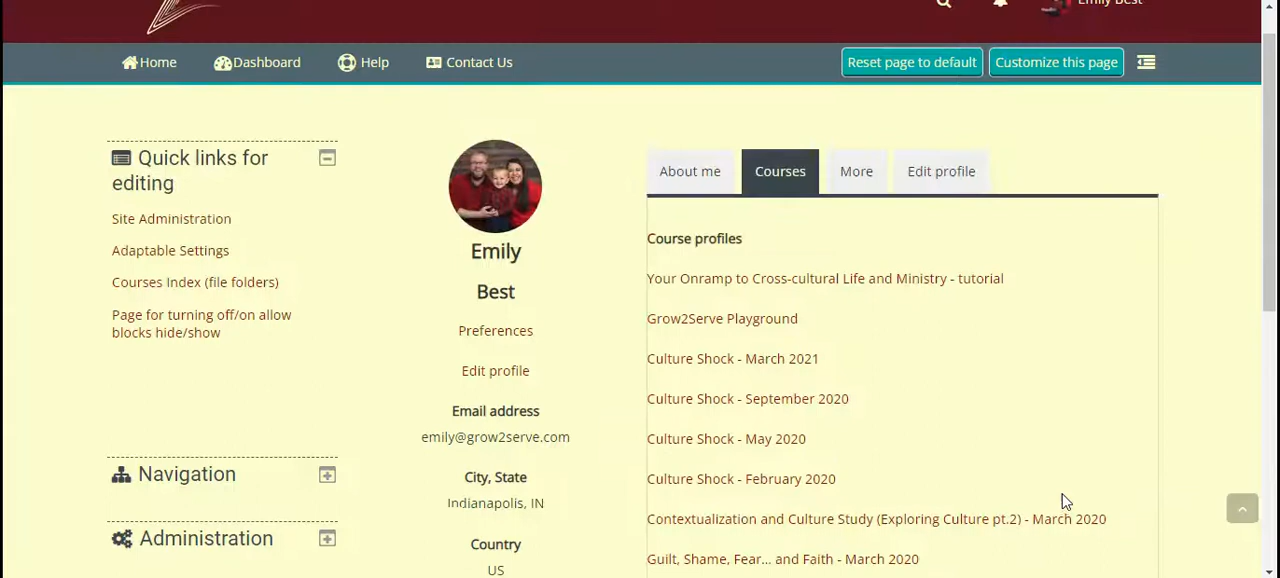 Emily Best
Home
Dashboard
Help
Contact Us
Reset page to default
Customize this page
Quick links for
editing
Site Administration
Adaptable Settings
Courses Index (file folders)
Page for turning off/on allow
blocks hide/show
Navigation
Administration
Emily
Best
Preferences
Edit profile
Email address
emily@grow2serve.com
City, State
Indianapolis, IN
Country
US
About me
Courses
More
Edit profile
Course profiles
Your Onramp to Cross-cultural Life and Ministry - tutorial
Grow2Serve Playground
Culture Shock - March 2021
Culture Shock - September 2020
Culture Shock - May 2020
Culture Shock - February 2020
Contextualization and Culture Study (Exploring Culture pt.2) - March 2020
Guilt, Shame, Fear... and Faith - March 2020